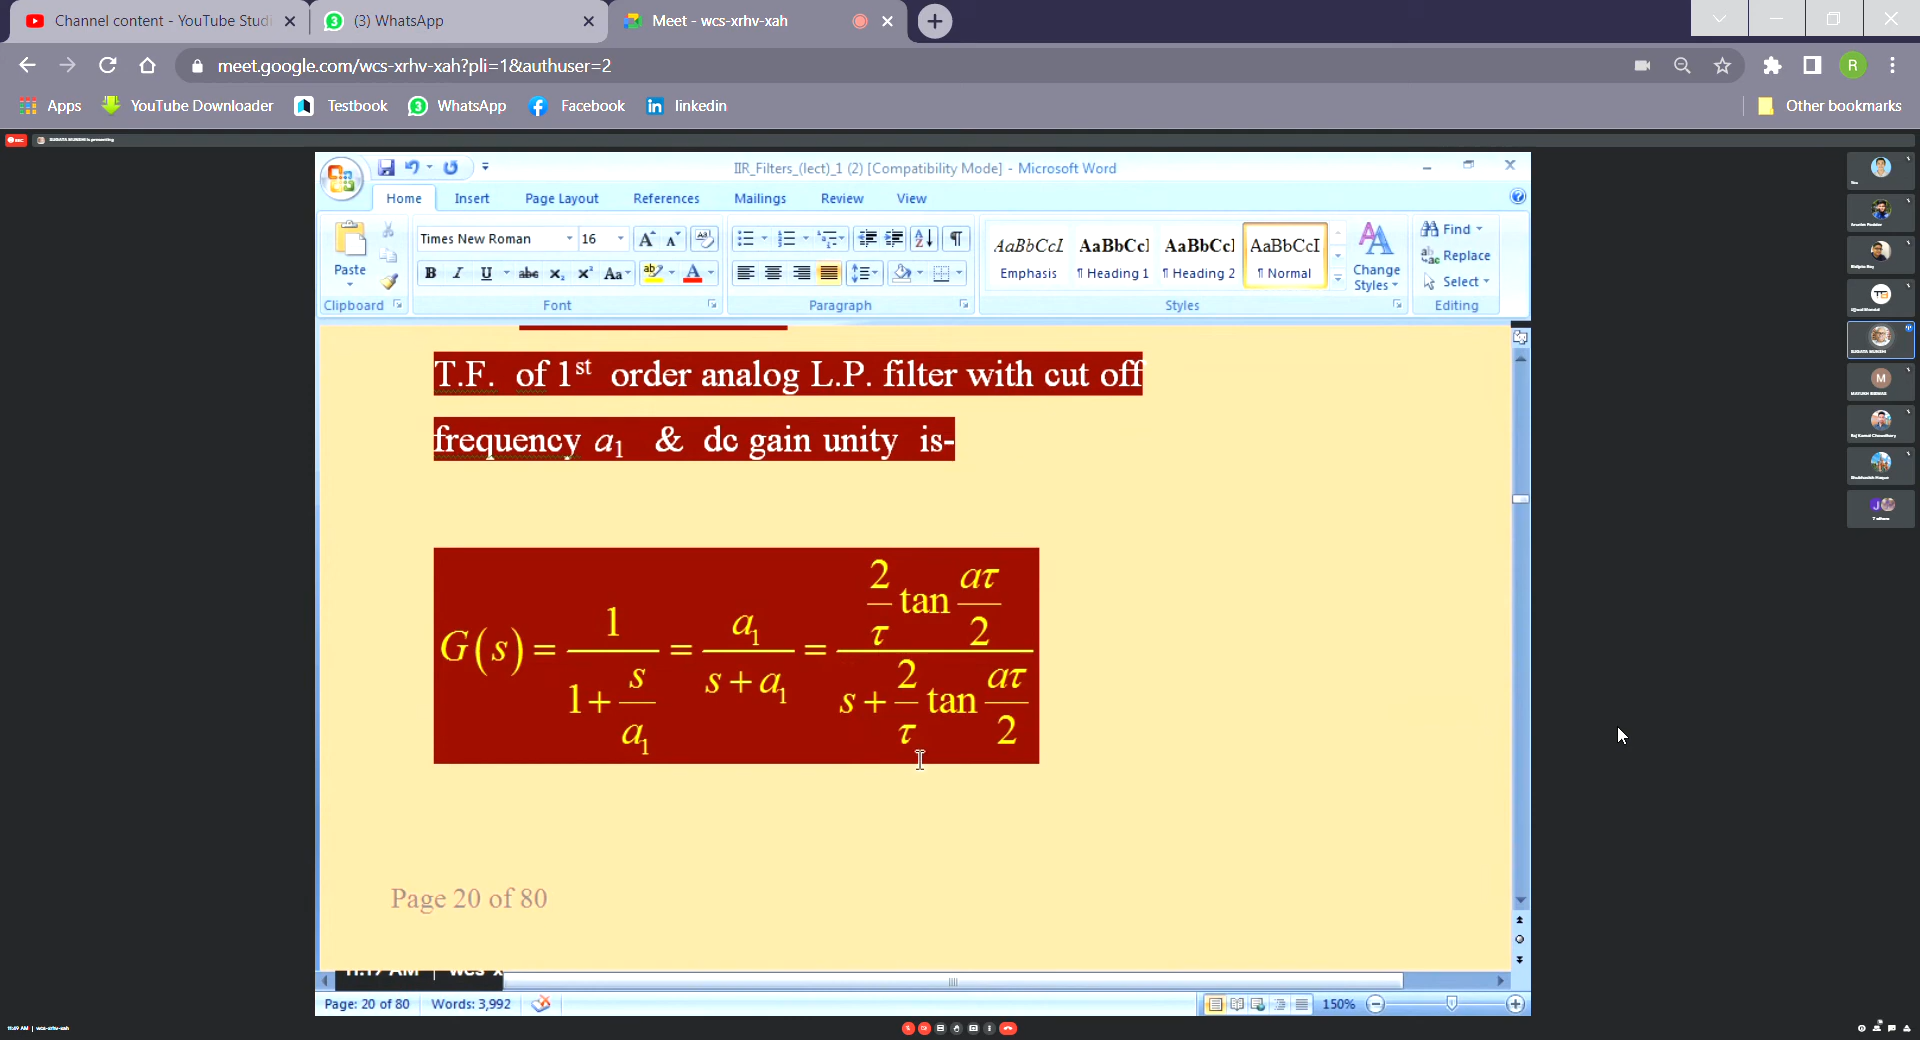 Channel content - YouTube Studi
(3) WhatsApp
Meet - wcs-xrhv-xah
meet.google.com/wcs-xrhv-xah?pli=1&authuser=2
R
Apps
YouTube Downloader
Testbook
WhatsApp
Facebook
linkedin
Other bookmarks
IIR_Filters_(lect)_1 (2) [Compatibility Mode] - Microsoft Word
Home Insert Page Layout References Mailings Review View
Paste
Clipboard
Times New Roman 16
B I U abc X₂ X² Aa
Font
Paragraph
AaBbCcI AaBbCc] AaBbCc] AaBbCcI
Emphasis ¶ Heading 1 ¶ Heading 2 ¶ Normal
Change Styles
Styles
Find
Replace
Select
Editing
T.F. of 1st order analog L.P. filter with cut off
frequency a₁ & dc gain unity is-
G(s) = 1/(1 + s/a₁) = a₁/(s + a₁) = (2/τ tan aτ/2)/(s + 2/τ tan aτ/2)
Page 20 of 80
Page: 20 of 80 Words: 3,992
150%
M